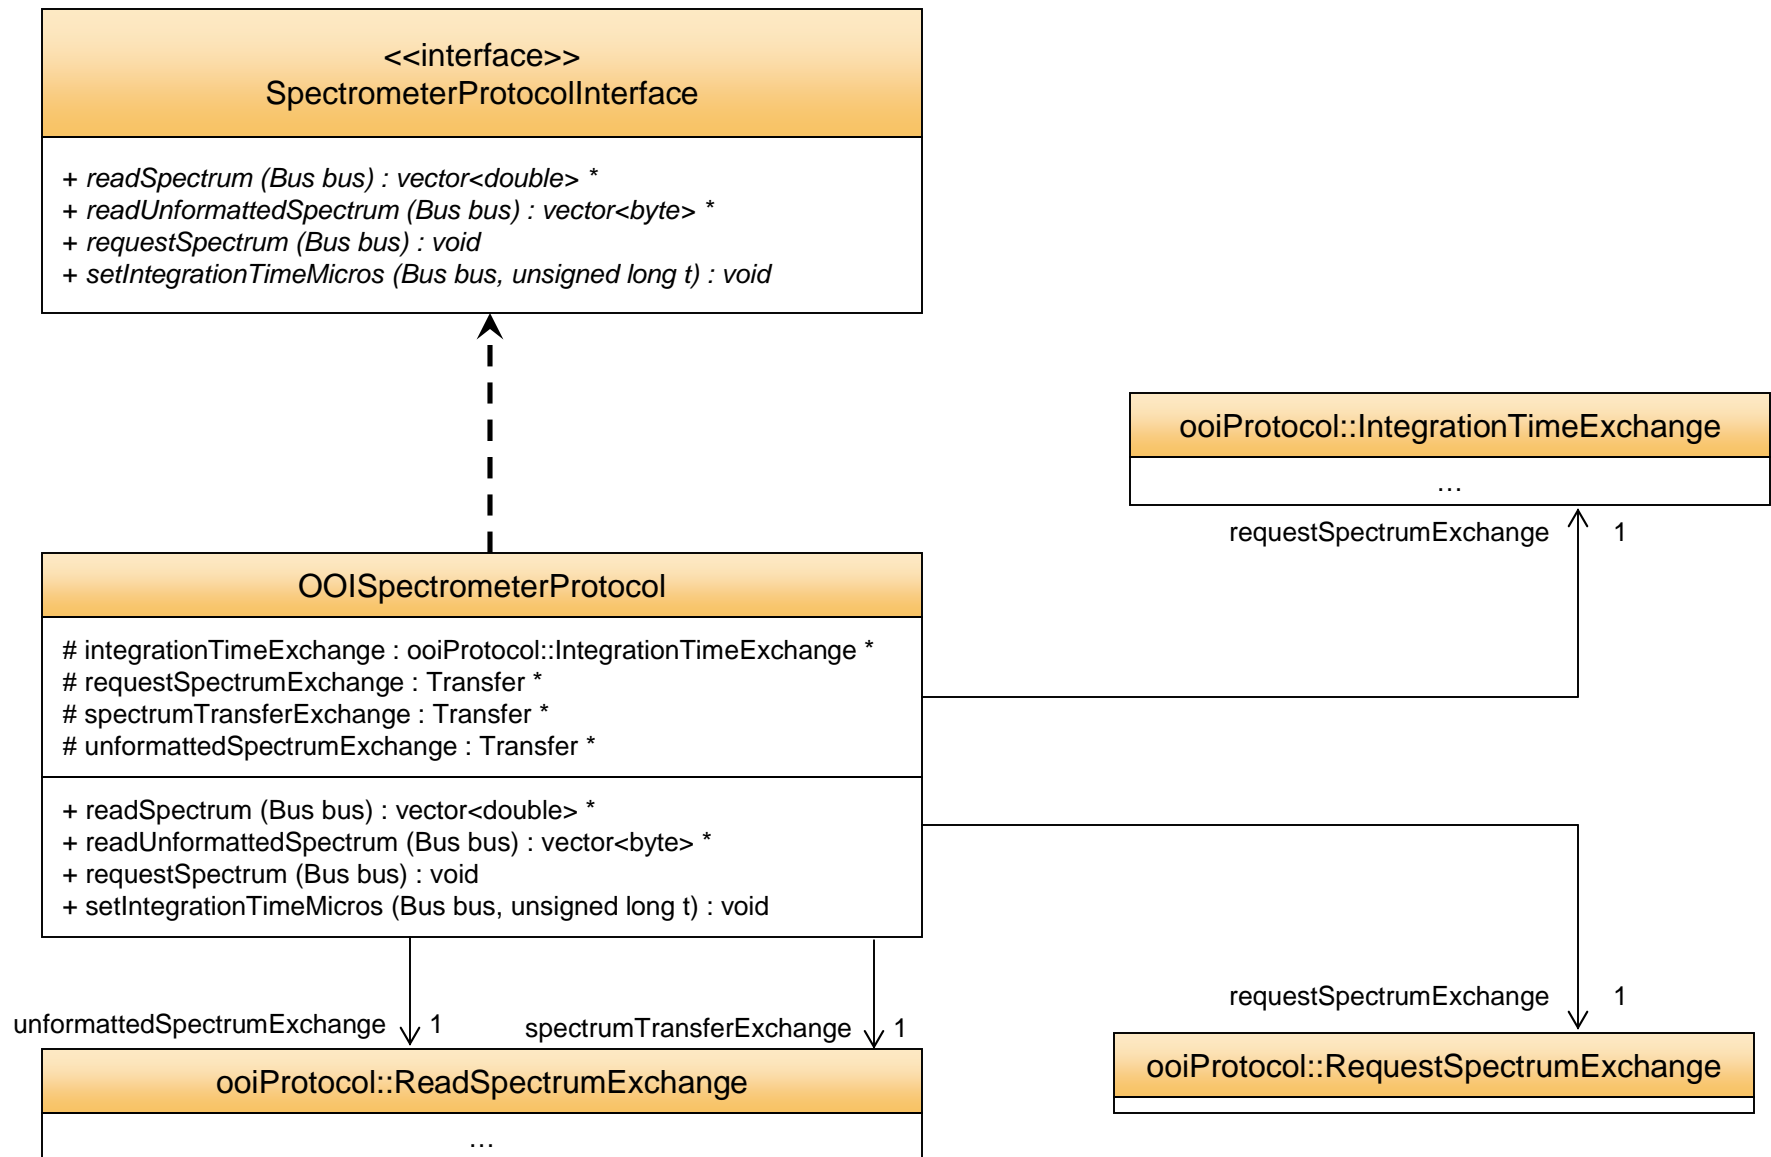 <<interface>>
SpectrometerProtocolInterface
+ readSpectrum (Bus bus) : vector<double> *
+ readUnformattedSpectrum (Bus bus) : vector<byte> *
+ requestSpectrum (Bus bus) : void
+ setIntegrationTimeMicros (Bus bus, unsigned long t) : void
ooiProtocol::IntegrationTimeExchange
...
requestSpectrumExchange 1
OOISpectrometerProtocol
# integrationTimeExchange : ooiProtocol::IntegrationTimeExchange *
# requestSpectrumExchange : Transfer *
# spectrumTransferExchange : Transfer *
# unformattedSpectrumExchange : Transfer *
+ readSpectrum (Bus bus) : vector<double> *
+ readUnformattedSpectrum (Bus bus) : vector<byte> *
+ requestSpectrum (Bus bus) : void
+ setIntegrationTimeMicros (Bus bus, unsigned long t) : void
requestSpectrumExchange 1
unformattedSpectrumExchange 1 spectrumTransferExchange 1
ooiProtocol::RequestSpectrumExchange
ooiProtocol::ReadSpectrumExchange
...